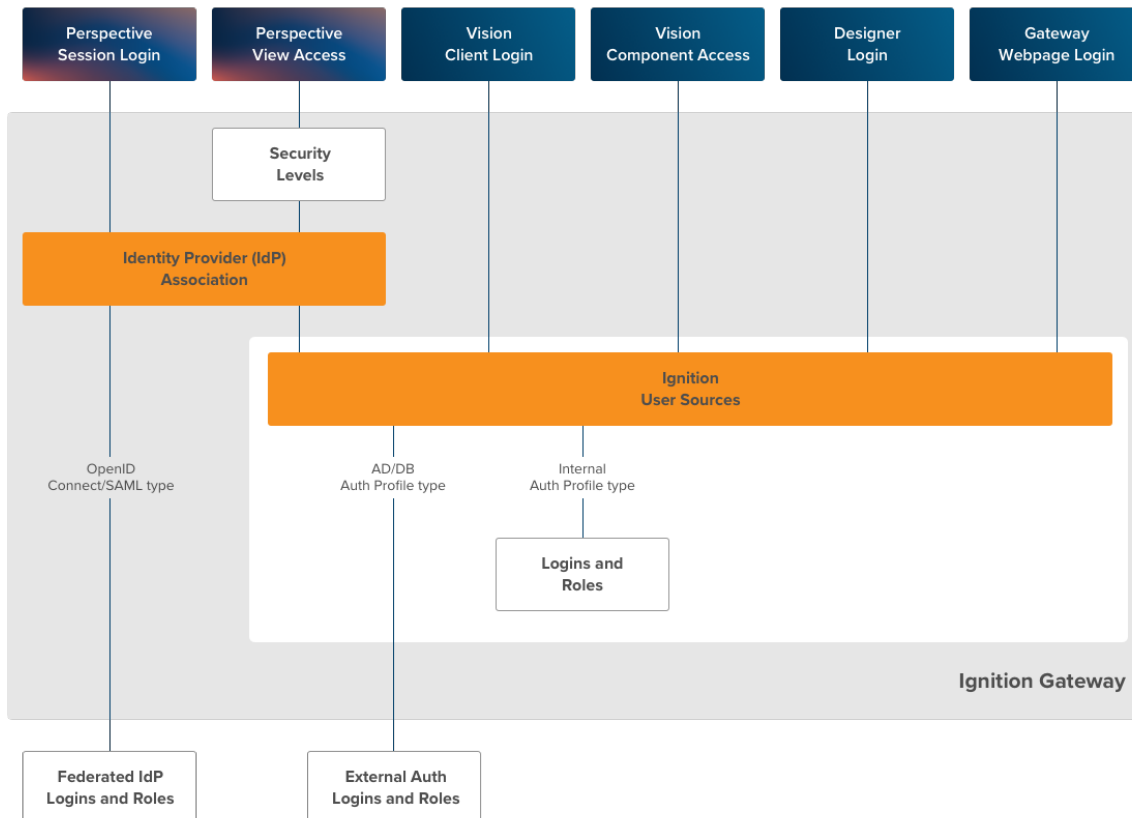 Perspective
Session Login
Perspective
View Access
Vision
Client Login
Vision
Component Access
Designer
Login
Gateway
Webpage Login
Security
Levels
Identity Provider (IdP)
Association
Ignition
User Sources
OpenID
Connect/SAML type
AD/DB
Auth Profile type
Internal
Auth Profile type
Logins and
Roles
Ignition Gateway
Federated IdP
Logins and Roles
External Auth
Logins and Roles